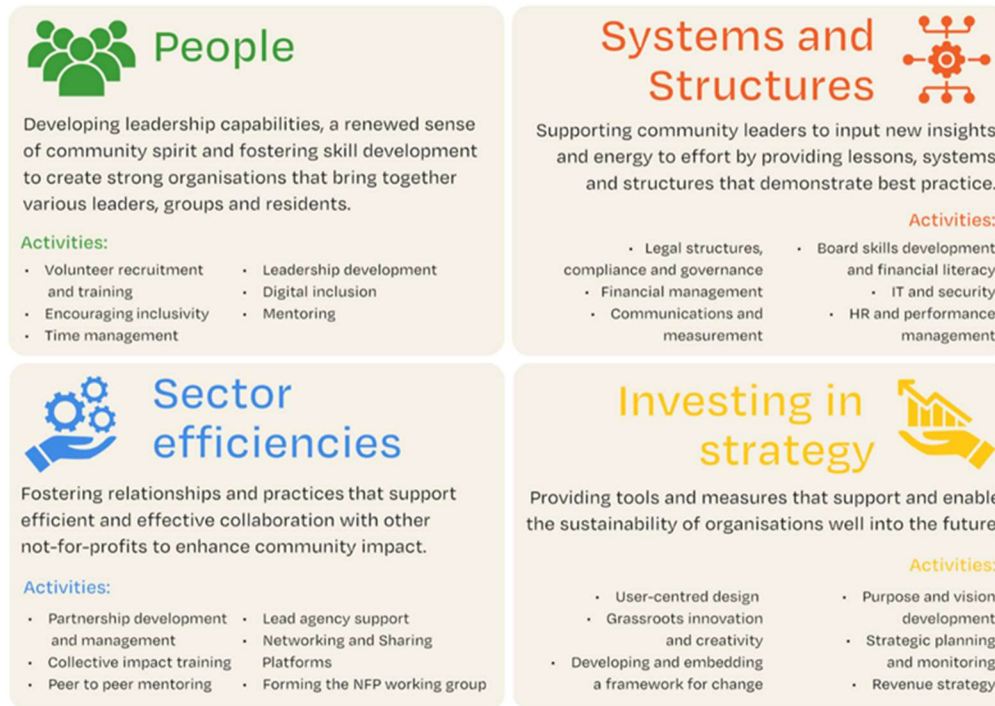 People
Developing leadership capabilities, a renewed sense
of community spirit and fostering skill development
to create strong organisations that bring together
various leaders, groups and residents.
Activities:
• Volunteer recruitment
and training
• Encouraging inclusivity
• Time management
• Leadership development
• Digital inclusion
• Mentoring
Systems and
Structures
Supporting community leaders to input new insights
and energy to effort by providing lessons, systems
and structures that demonstrate best practice.
Activities:
• Legal structures,
compliance and governance
• Financial management
• Communications and
measurement
• Board skills development
and financial literacy
• IT and security
• HR and performance
management
Sector
efficiencies
Fostering relationships and practices that support
efficient and effective collaboration with other
not-for-profits to enhance community impact.
Activities:
• Partnership development
and management
• Collective impact training
• Peer to peer mentoring
• Lead agency support
• Networking and Sharing
Platforms
• Forming the NFP working group
Investing in
strategy
Providing tools and measures that support and enable
the sustainability of organisations well into the future
Activities:
• User-centred design
• Grassroots innovation
and creativity
• Developing and embedding
a framework for change
• Purpose and vision
development
• Strategic planning
and monitoring
• Revenue strategy